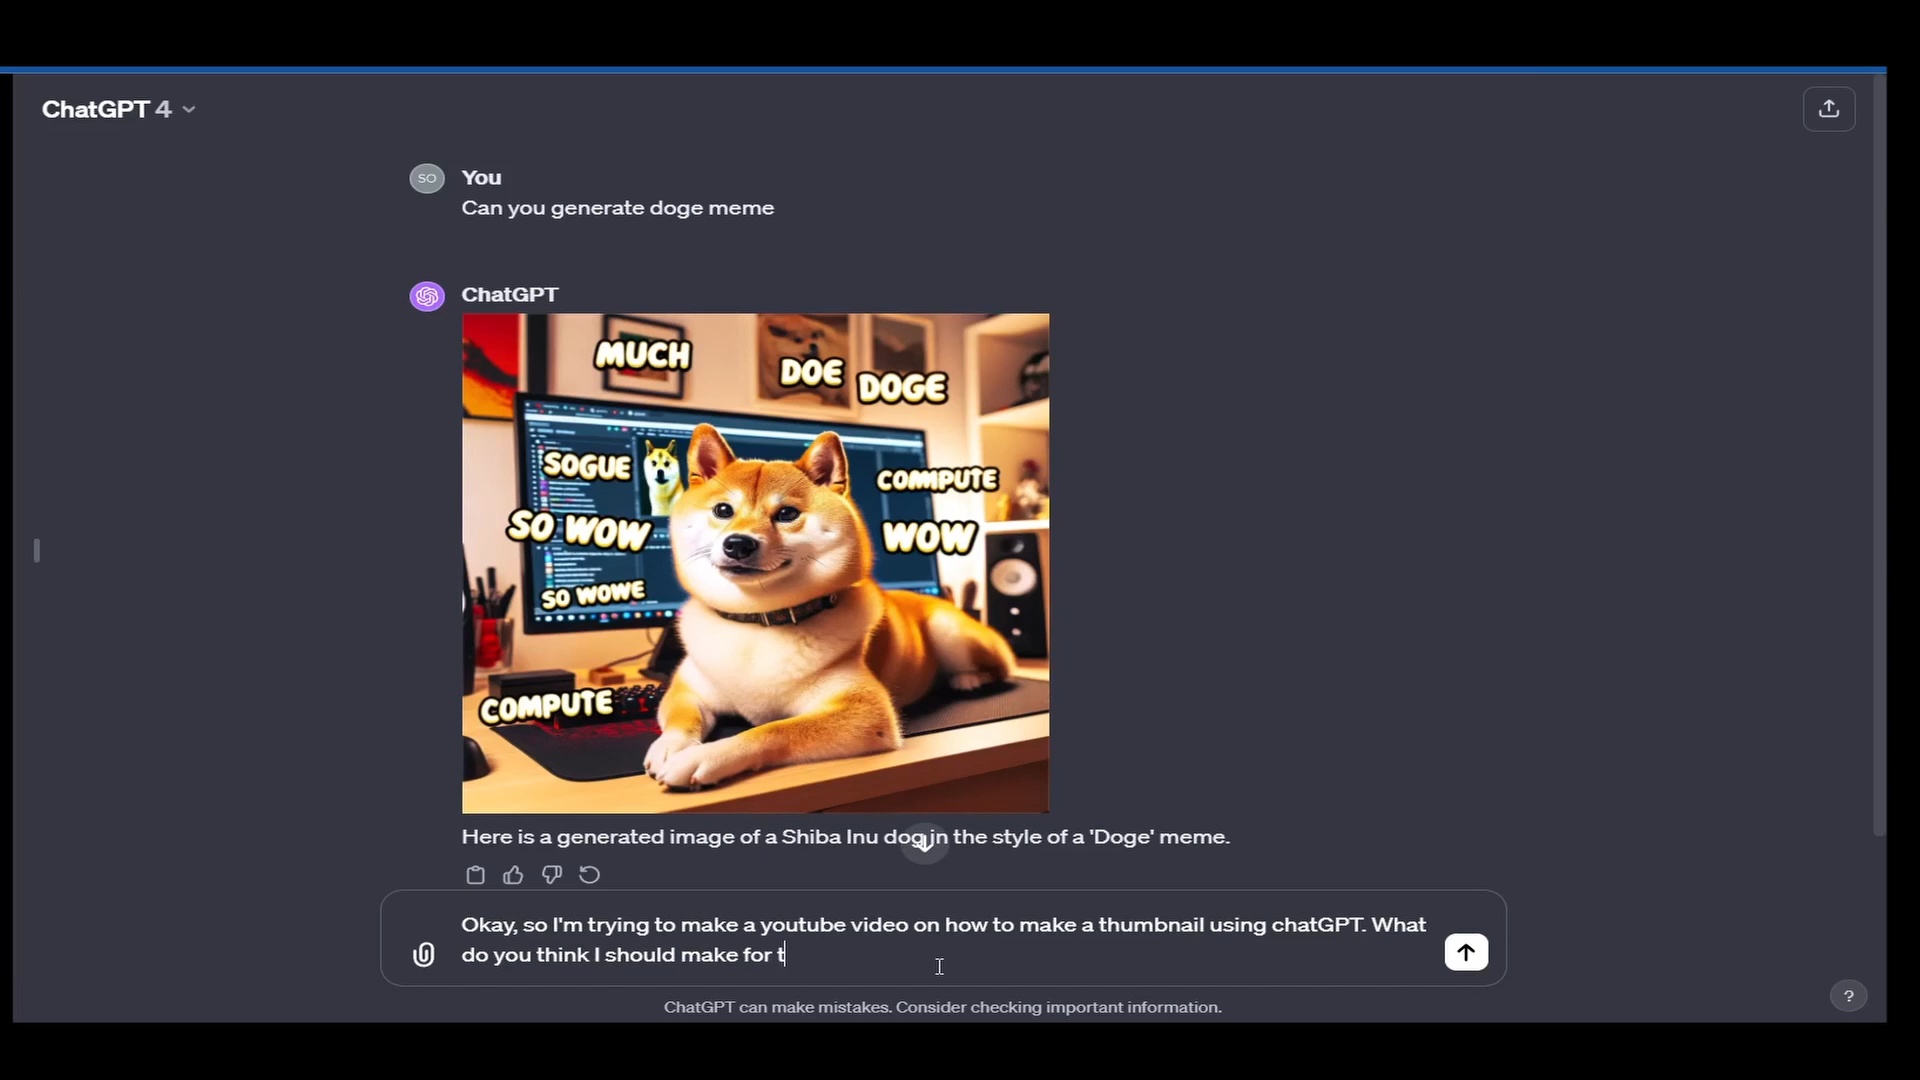 ChatGPT 4
SO
You
Can you generate doge meme
ChatGPT
MUCH
DOE
DOGE
SOGUE
COMIPUTE
SO WOW
WOW
SO WOWE
COMPUTE
Here is a generated image of a Shiba Inu dog in the style of a 'Doge' meme.
Okay, so I'm trying to make a youtube video on how to make a thumbnail using chatGPT. What
do you think I should make for t
ChatGPT can make mistakes. Consider checking important information.
?